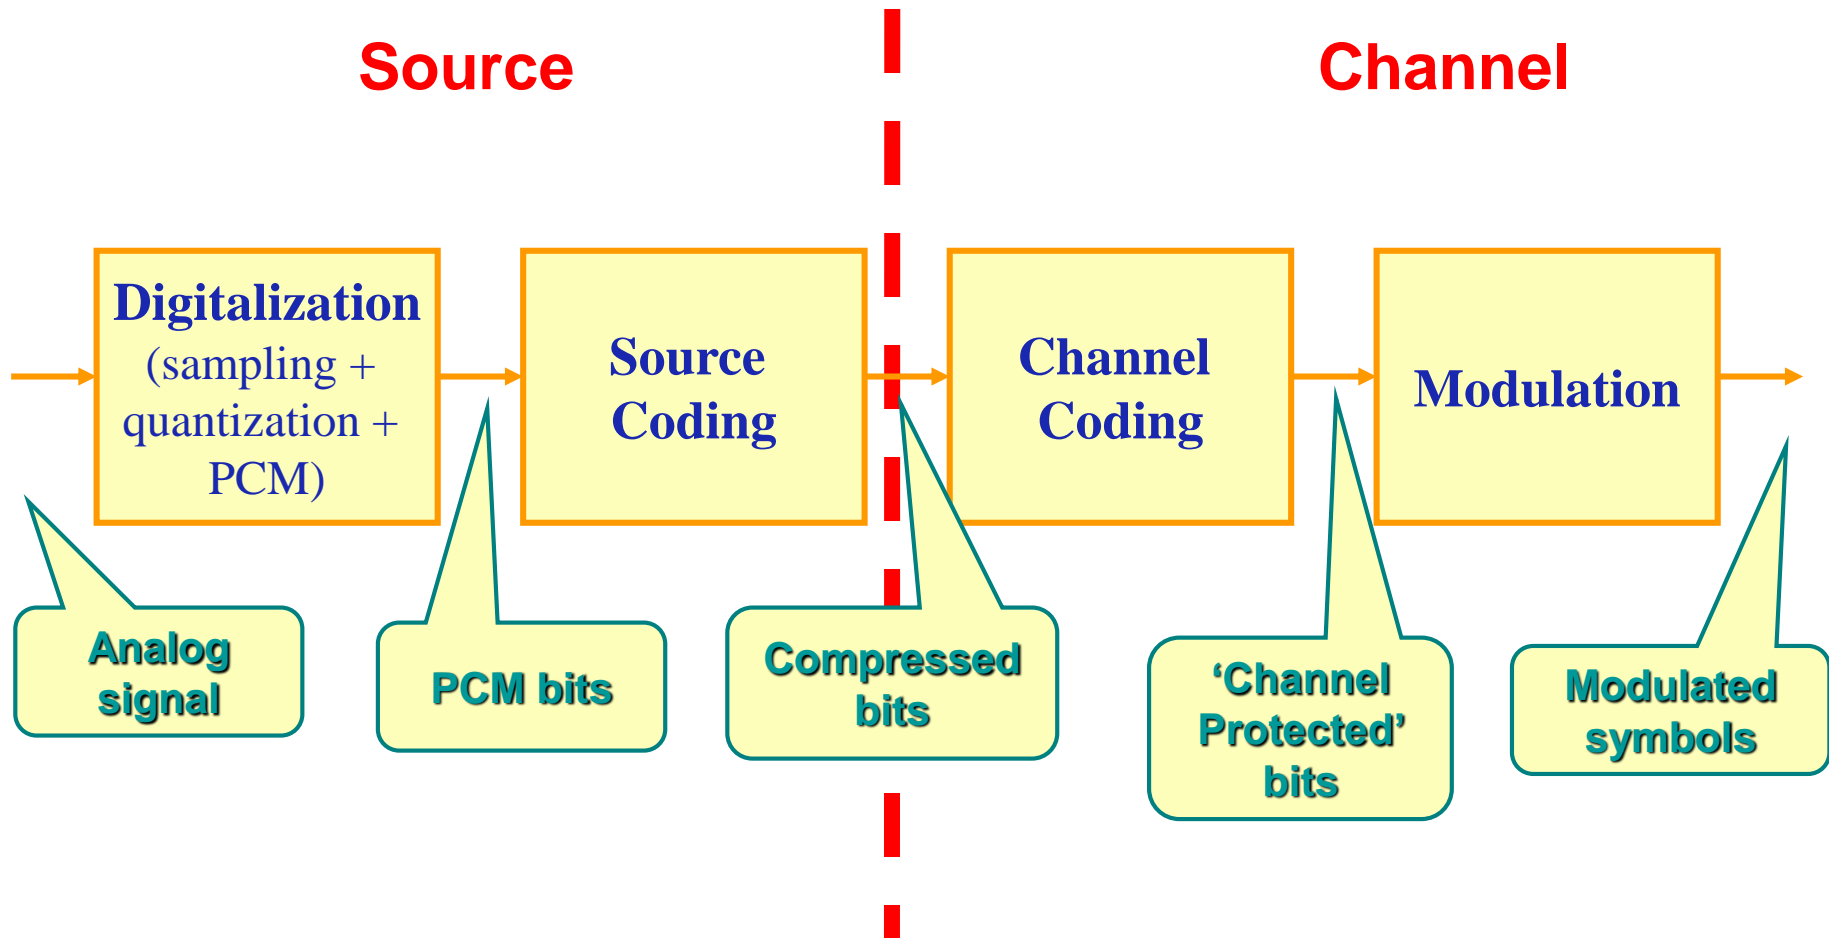 Source
Channel
Digitalization
(sampling +
quantization +
PCM)
Source
Coding
Channel
Coding
Modulation
Analog
signal
PCM bits
Compressed
bits
‘Channel
Protected’
bits
Modulated
symbols